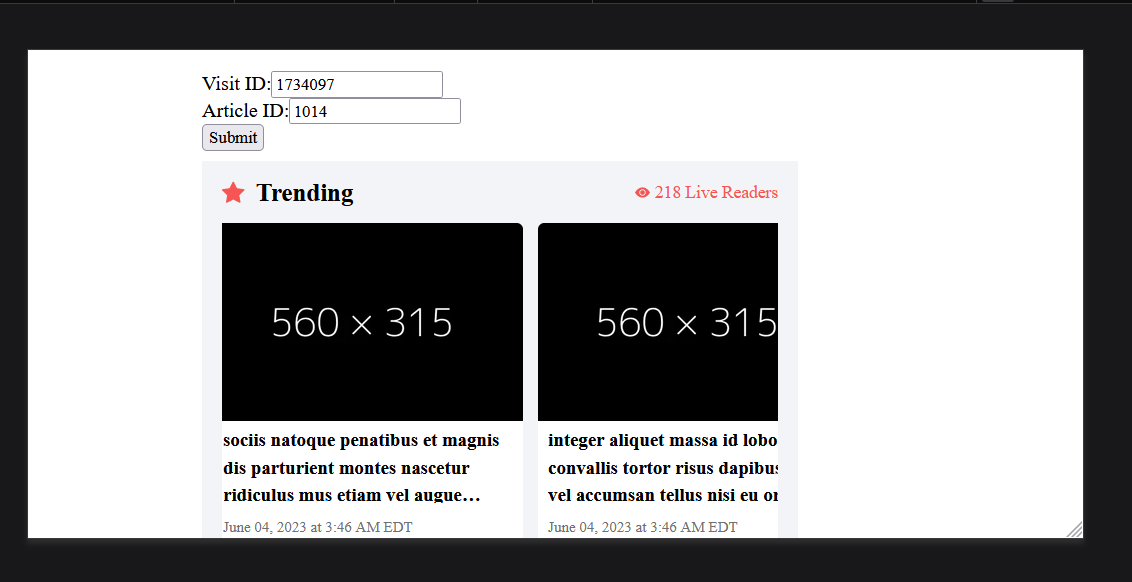 Visit ID: 1734097
Article ID: 1014
Submit
Trending
218 Live Readers
560 × 315
560 × 315
sociis natoque penatibus et magnis
dis parturient montes nascetur
ridiculus mus etiam vel augue…
June 04, 2023 at 3:46 AM EDT
integer aliquet massa id lobo
convallis tortor risus dapibus
vel accumsan tellus nisi eu or
June 04, 2023 at 3:46 AM EDT